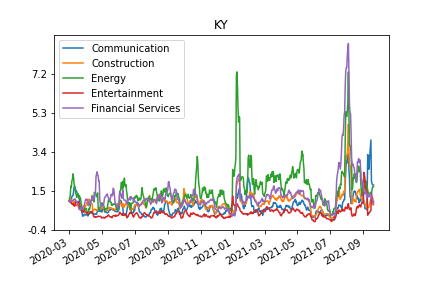 KY
Communication
Construction
Energy
Entertainment
Financial Services
7.2
5.3
3.4
1.5
-0.4
2020-03
2020-05
2020-07
2020-09
2020-11
2021-01
2021-03
2021-05
2021-07
2021-09